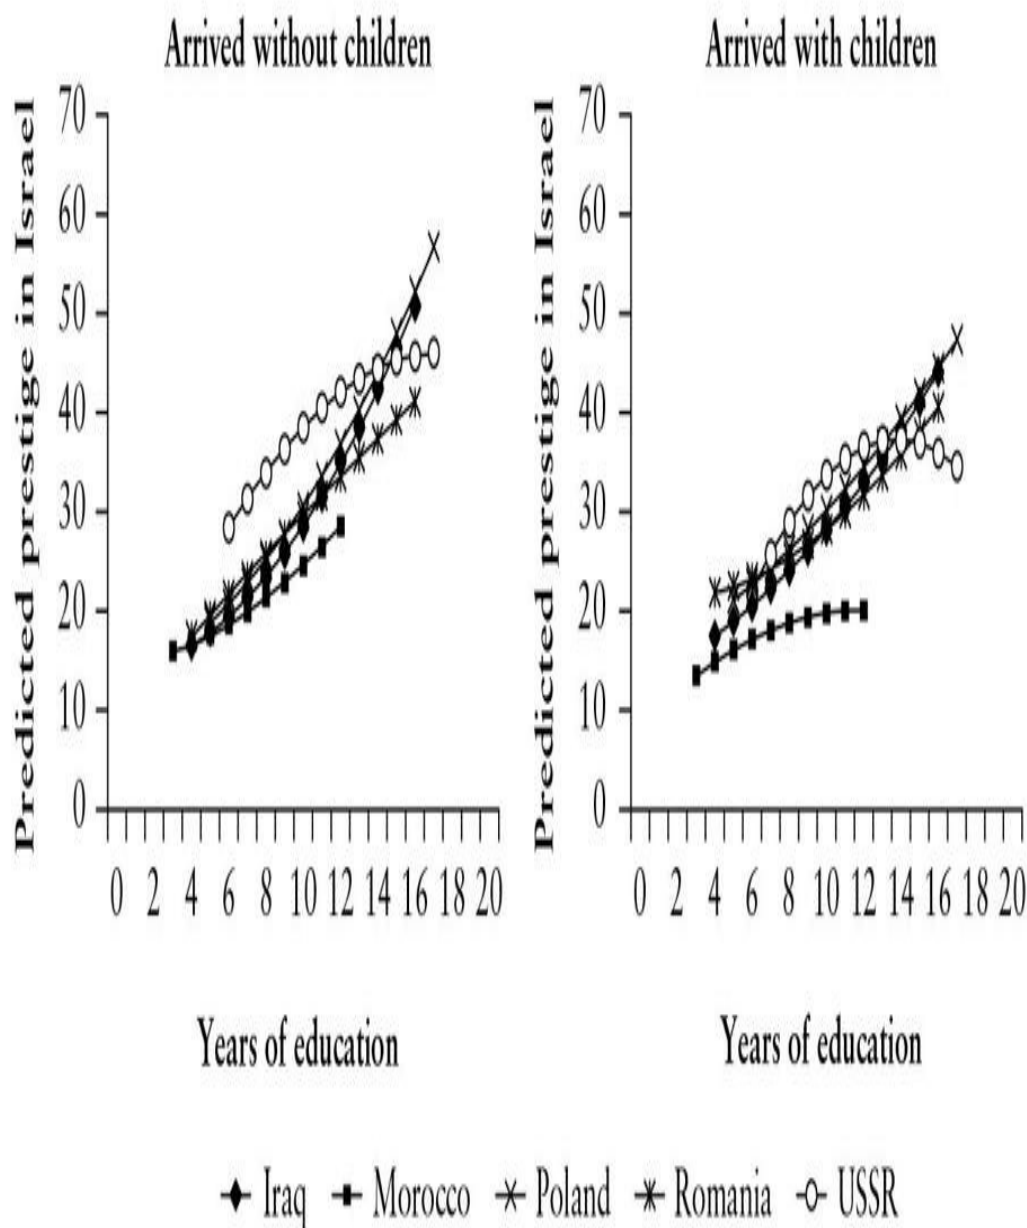 Arrived without children
Predicted prestige in Israel
70
60
50
40
30
20
10
0
0 2 4 6 8 10 12 14 16 18 20
Years of education
Arrived with children
Predicted prestige in Israel
70
60
50
40
30
20
10
0
0 2 4 6 8 10 12 14 16 18 20
Years of education
Iraq Morocco Poland Romania USSR